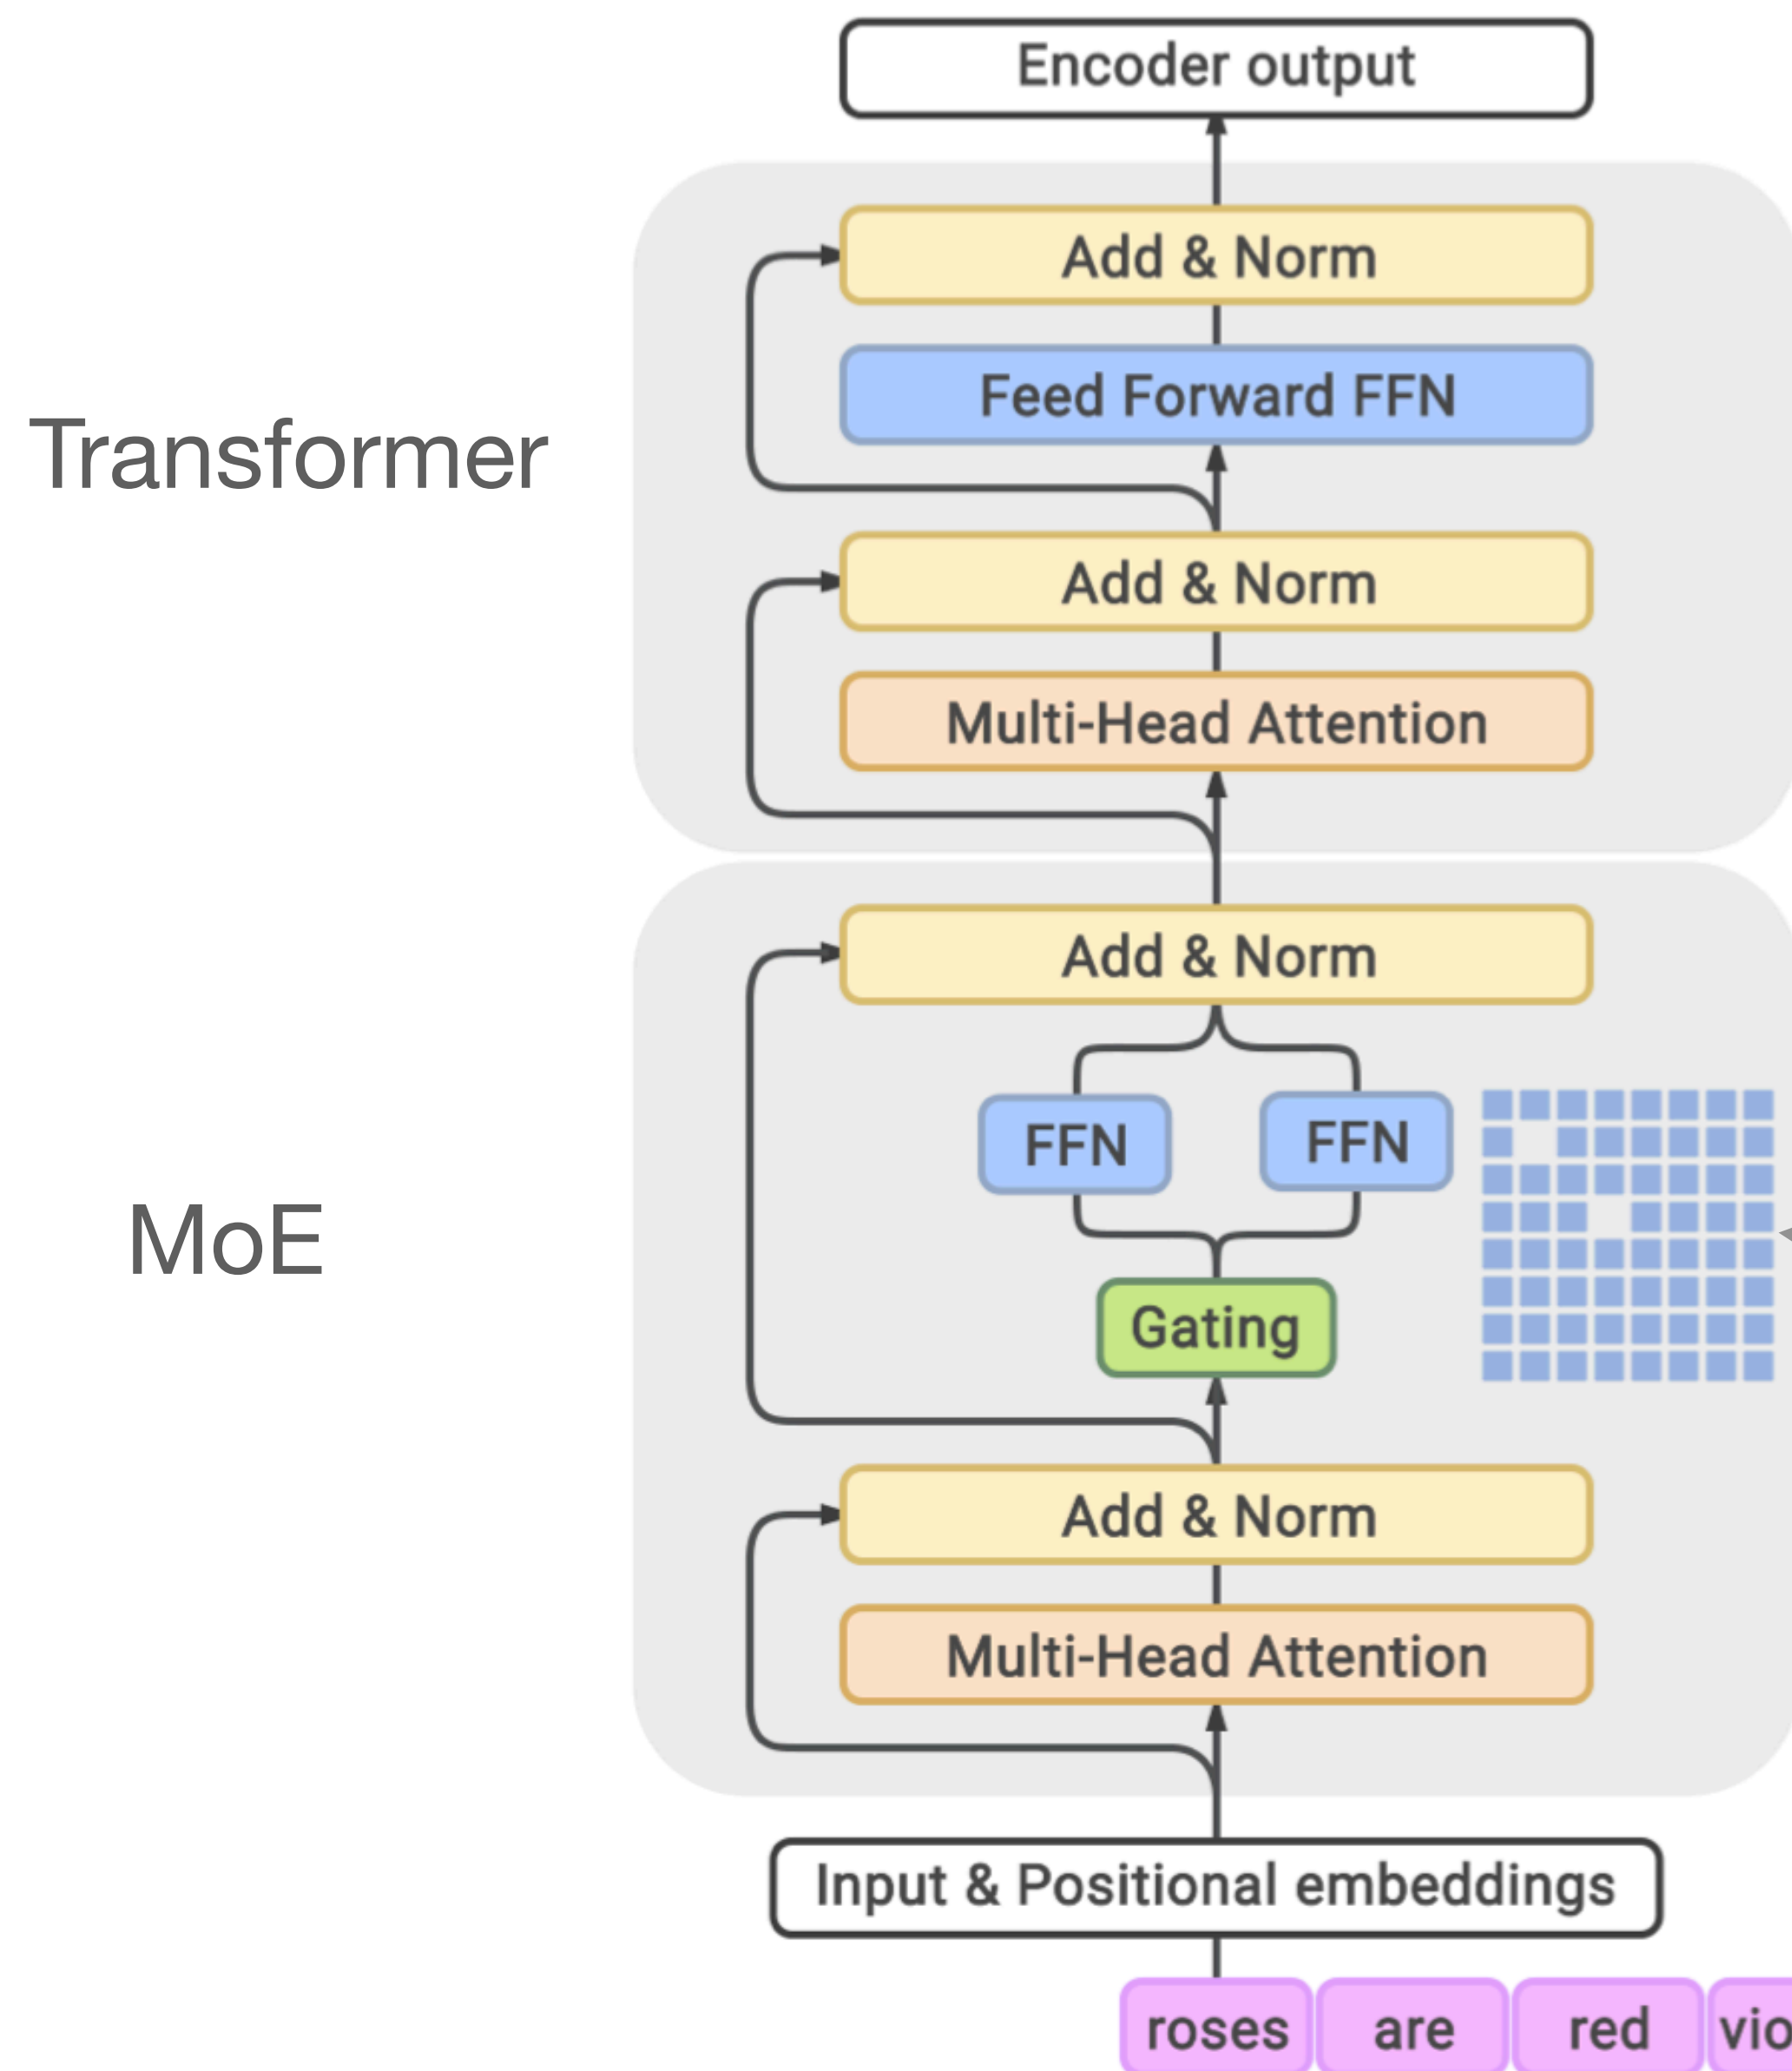 Encoder output
Add & Norm
Feed Forward FFN
Transformer
Add & Norm
Multi-Head Attention
Add & Norm
FFN FFN
MoE
Gating
Add & Norm
Multi-Head Attention
Input & Positional embeddings
roses are red